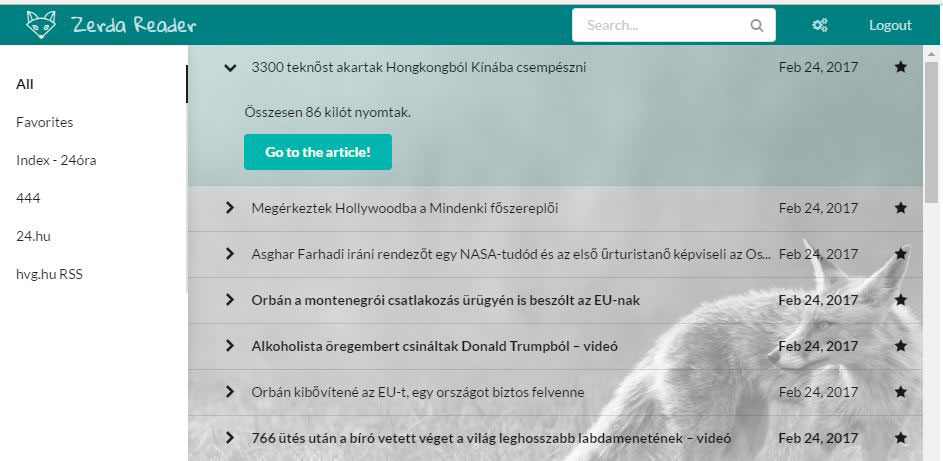 Zerda Reader
Search...
Logout
All
Favorites
Index - 24óra
444
24.hu
hvg.hu RSS
3300 teknőst akartak Hongkongból Kínába csempészni Feb 24, 2017
Összesen 86 kilót nyomtak.
Go to the article!
Megérkeztek Hollywoodba a Mindenki főszereplői Feb 24, 2017
Asghar Farhadi iráni rendezőt egy NASA-tudód és az első űrturistanő képviseli az Os... Feb 24, 2017
Orbán a montenegrói csatlakozás ürügyén is beszólt az EU-nak Feb 24, 2017
Alkoholista öregembert csináltak Donald Trumpból – videó Feb 24, 2017
Orbán kibővítené az EU-t, egy országot biztos felvenne Feb 24, 2017
766 ütés után a bíró vetett véget a világ leghosszabb labdamenetének – videó Feb 24, 2017